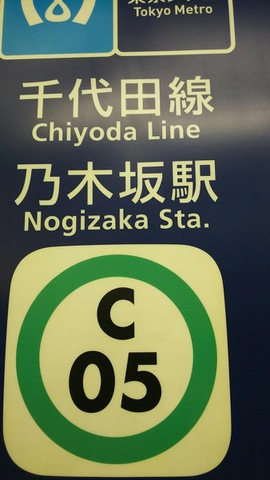 Tokyo Metro
千代田線
Chiyoda Line
乃木坂駅
Nogizaka Sta.
C
05